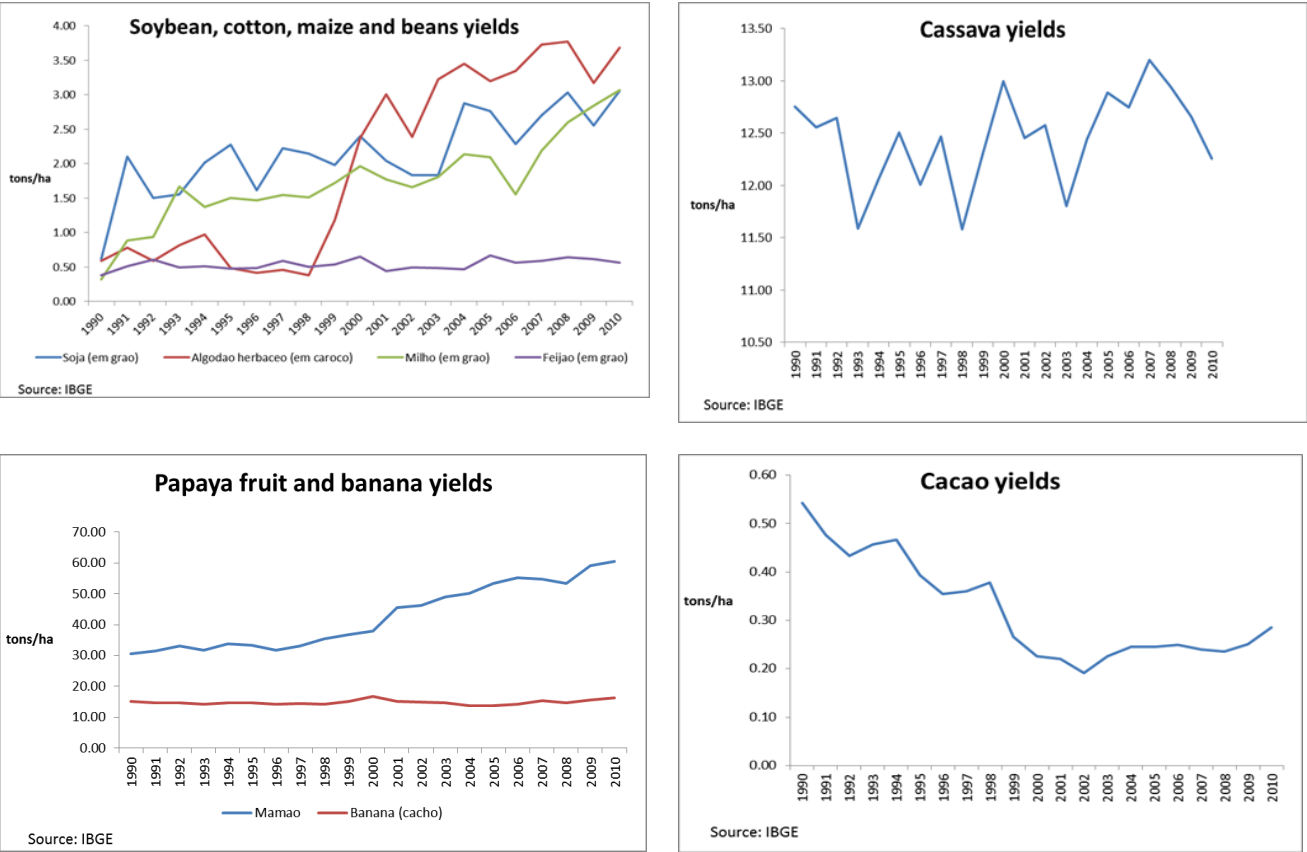 Soybean, cotton, maize and beans yields
4.00
3.50
3.00
2.50
2.00
tons/ha
1.50
1.00
0.50
0.00
1990 1991 1992 1993 1994 1995 1996 1997 1998 1999 2000 2001 2002 2003 2004 2005 2006 2007 2008 2009 2010
Soja (em grao) Algodao herbaceo (em caroco) Milho (em grao) Feijao (em grao)
Source: IBGE
Cassava yields
13.50
13.00
12.50
12.00
tons/ha
11.50
11.00
10.50
1990 1991 1992 1993 1994 1995 1996 1997 1998 1999 2000 2001 2002 2003 2004 2005 2006 2007 2008 2009 2010
Source: IBGE
Papaya fruit and banana yields
70.00
60.00
50.00
40.00
tons/ha
30.00
20.00
10.00
0.00
1990 1991 1992 1993 1994 1995 1996 1997 1998 1999 2000 2001 2002 2003 2004 2005 2006 2007 2008 2009 2010
Mamao Banana (cacho)
Source: IBGE
Cacao yields
0.60
0.50
0.40
tons/ha
0.30
0.20
0.10
0.00
1990 1991 1992 1993 1994 1995 1996 1997 1998 1999 2000 2001 2002 2003 2004 2005 2006 2007 2008 2009 2010
Source: IBGE